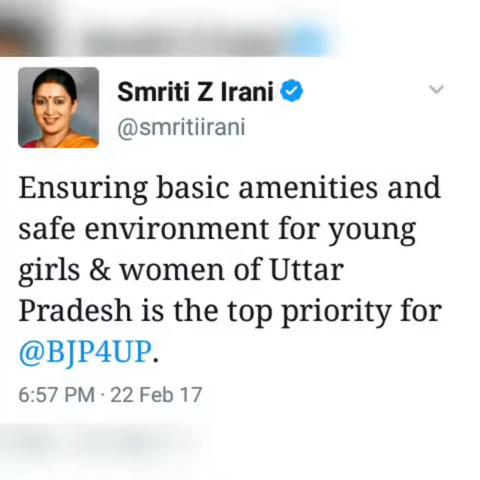 Smriti Z Irani
@smritiirani
Ensuring basic amenities and
safe environment for young
girls & women of Uttar
Pradesh is the top priority for
@BJP4UP.
6:57 PM · 22 Feb 17